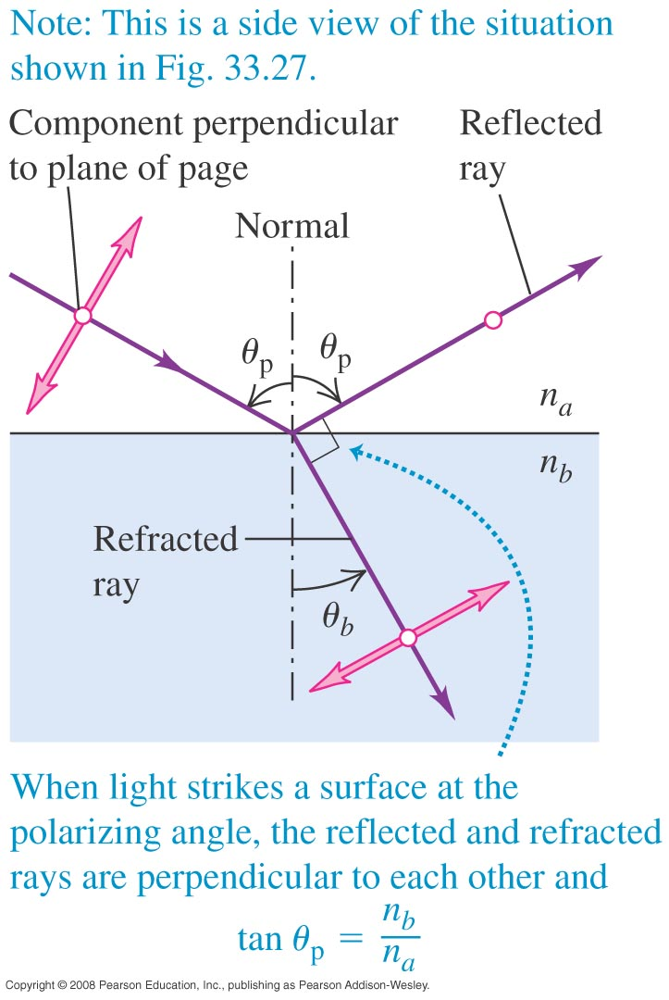 Note: This is a side view of the situation
shown in Fig. 33.27.
Component perpendicular
to plane of page
Reflected
ray
Normal
θp
θp
na
nb
Refracted
ray
θb
When light strikes a surface at the
polarizing angle, the reflected and refracted
rays are perpendicular to each other and
tan θp = nb/na
Copyright © 2008 Pearson Education, Inc., publishing as Pearson Addison-Wesley.